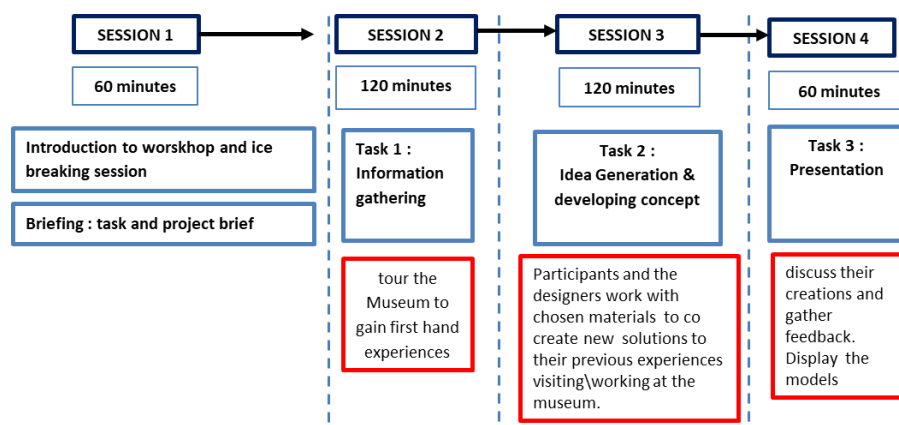 SESSION 1
60 minutes
Introduction to worskhop and ice
breaking session
Briefing : task and project brief
SESSION 2
120 minutes
Task 1 :
Information
gathering
tour the
Museum to
gain first hand
experiences
SESSION 3
120 minutes
Task 2 :
Idea Generation &
developing concept
Participants and the
designers work with
chosen materials to co
create new solutions to
their previous experiences
visiting\working at the
museum.
SESSION 4
60 minutes
Task 3 :
Presentation
discuss their
creations and
gather
feedback.
Display the
models